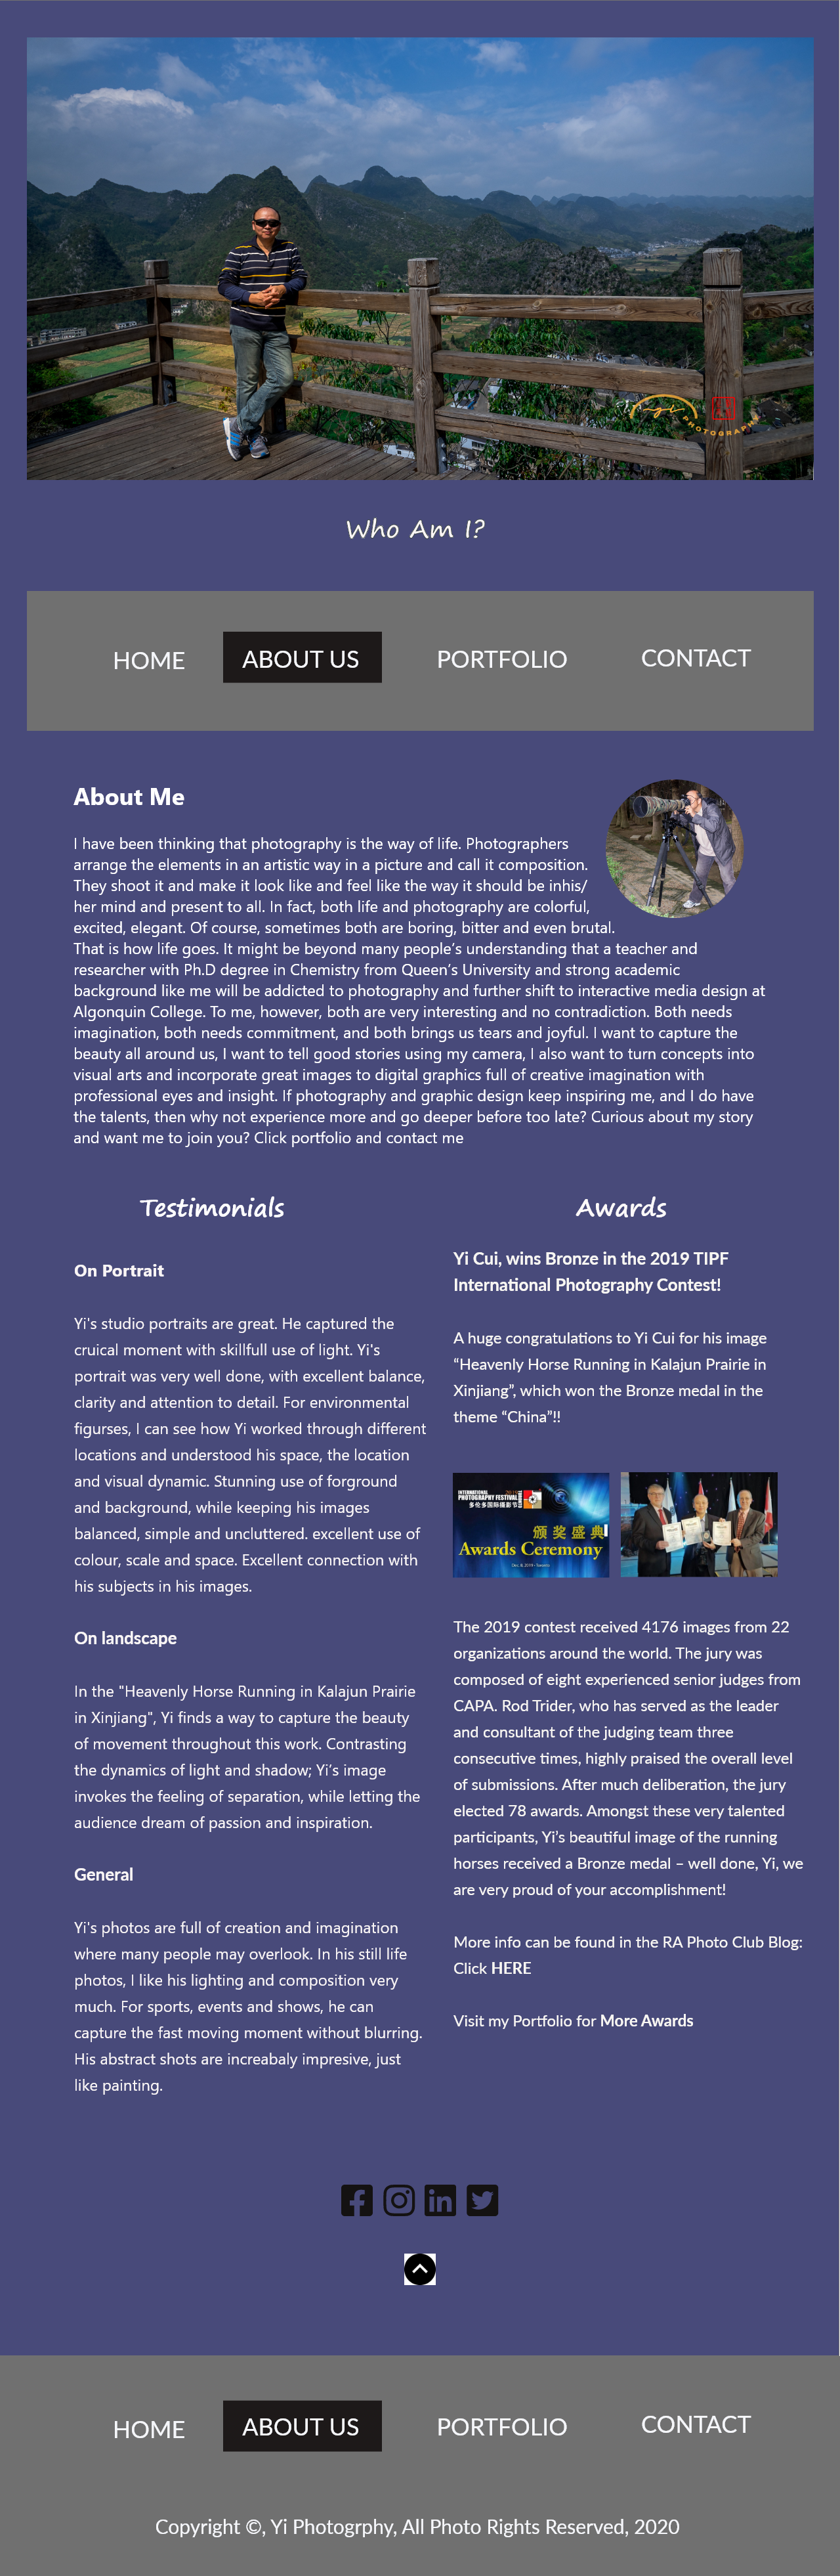 Yi
PHOTOGRAPHY
Who Am I?
HOME
ABOUT US
PORTFOLIO
CONTACT
About Me
I have been thinking that photography is the way of life. Photographers
arrange the elements in an artistic way in a picture and call it composition.
They shoot it and make it look like and feel like the way it should be inhis/
her mind and present to all. In fact, both life and photography are colorful,
excited, elegant. Of course, sometimes both are boring, bitter and even brutal.
That is how life goes. It might be beyond many people’s understanding that a teacher and
researcher with Ph.D degree in Chemistry from Queen’s University and strong academic
background like me will be addicted to photography and further shift to interactive media design at
Algonquin College. To me, however, both are very interesting and no contradiction. Both needs
imagination, both needs commitment, and both brings us tears and joyful. I want to capture the
beauty all around us, I want to tell good stories using my camera, I also want to turn concepts into
visual arts and incorporate great images to digital graphics full of creative imagination with
professional eyes and insight. If photography and graphic design keep inspiring me, and I do have
the talents, then why not experience more and go deeper before too late? Curious about my story
and want me to join you? Click portfolio and contact me
Testimonials
On Portrait
Yi's studio portraits are great. He captured the
cruical moment with skillfull use of light. Yi's
portrait was very well done, with excellent balance,
clarity and attention to detail. For environmental
figurses, I can see how Yi worked through different
locations and understood his space, the location
and visual dynamic. Stunning use of forground
and background, while keeping his images
balanced, simple and uncluttered. excellent use of
colour, scale and space. Excellent connection with
his subjects in his images.
On landscape
In the "Heavenly Horse Running in Kalajun Prairie
in Xinjiang", Yi finds a way to capture the beauty
of movement throughout this work. Contrasting
the dynamics of light and shadow; Yi’s image
invokes the feeling of separation, while letting the
audience dream of passion and inspiration.
General
Yi's photos are full of creation and imagination
where many people may overlook. In his still life
photos, I like his lighting and composition very
much. For sports, events and shows, he can
capture the fast moving moment without blurring.
His abstract shots are increabaly impresive, just
like painting.
Awards
Yi Cui, wins Bronze in the 2019 TIPF
International Photography Contest!
A huge congratulations to Yi Cui for his image
“Heavenly Horse Running in Kalajun Prairie in
Xinjiang”, which won the Bronze medal in the
theme “China”!!
INTERNATIONAL
PHOTOGRAPHY FESTIVAL
多伦多国际摄影节
颁奖盛典
Awards Ceremony
The 2019 contest received 4176 images from 22
organizations around the world. The jury was
composed of eight experienced senior judges from
CAPA. Rod Trider, who has served as the leader
and consultant of the judging team three
consecutive times, highly praised the overall level
of submissions. After much deliberation, the jury
elected 78 awards. Amongst these very talented
participants, Yi’s beautiful image of the running
horses received a Bronze medal – well done, Yi, we
are very proud of your accomplishment!
More info can be found in the RA Photo Club Blog:
Click HERE
Visit my Portfolio for More Awards
HOME
ABOUT US
PORTFOLIO
CONTACT
Copyright ©, Yi Photogrphy, All Photo Rights Reserved, 2020